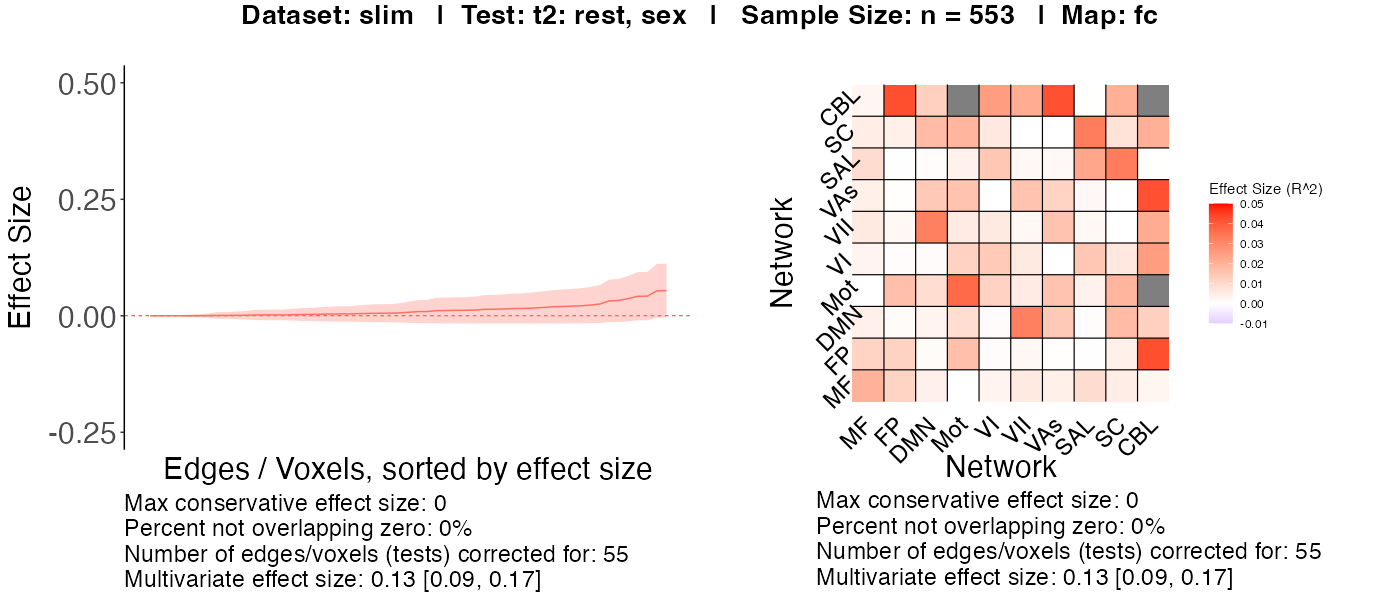 Dataset: slim | Test: t2: rest, sex | Sample Size: n = 553 | Map: fc
Effect Size
0.50
0.25
0.00
-0.25
Edges / Voxels, sorted by effect size
Max conservative effect size: 0
Percent not overlapping zero: 0%
Number of edges/voxels (tests) corrected for: 55
Multivariate effect size: 0.13 [0.09, 0.17]
Network
CBL
SC
SAL
VAs
VII
VI
Mot
DMN
FP
MF
MF FP DMN Mot VI VII VAs SAL SC CBL
Network
Effect Size (R^2)
0.05
0.04
0.03
0.02
0.01
0.00
-0.01
Max conservative effect size: 0
Percent not overlapping zero: 0%
Number of edges/voxels (tests) corrected for: 55
Multivariate effect size: 0.13 [0.09, 0.17]